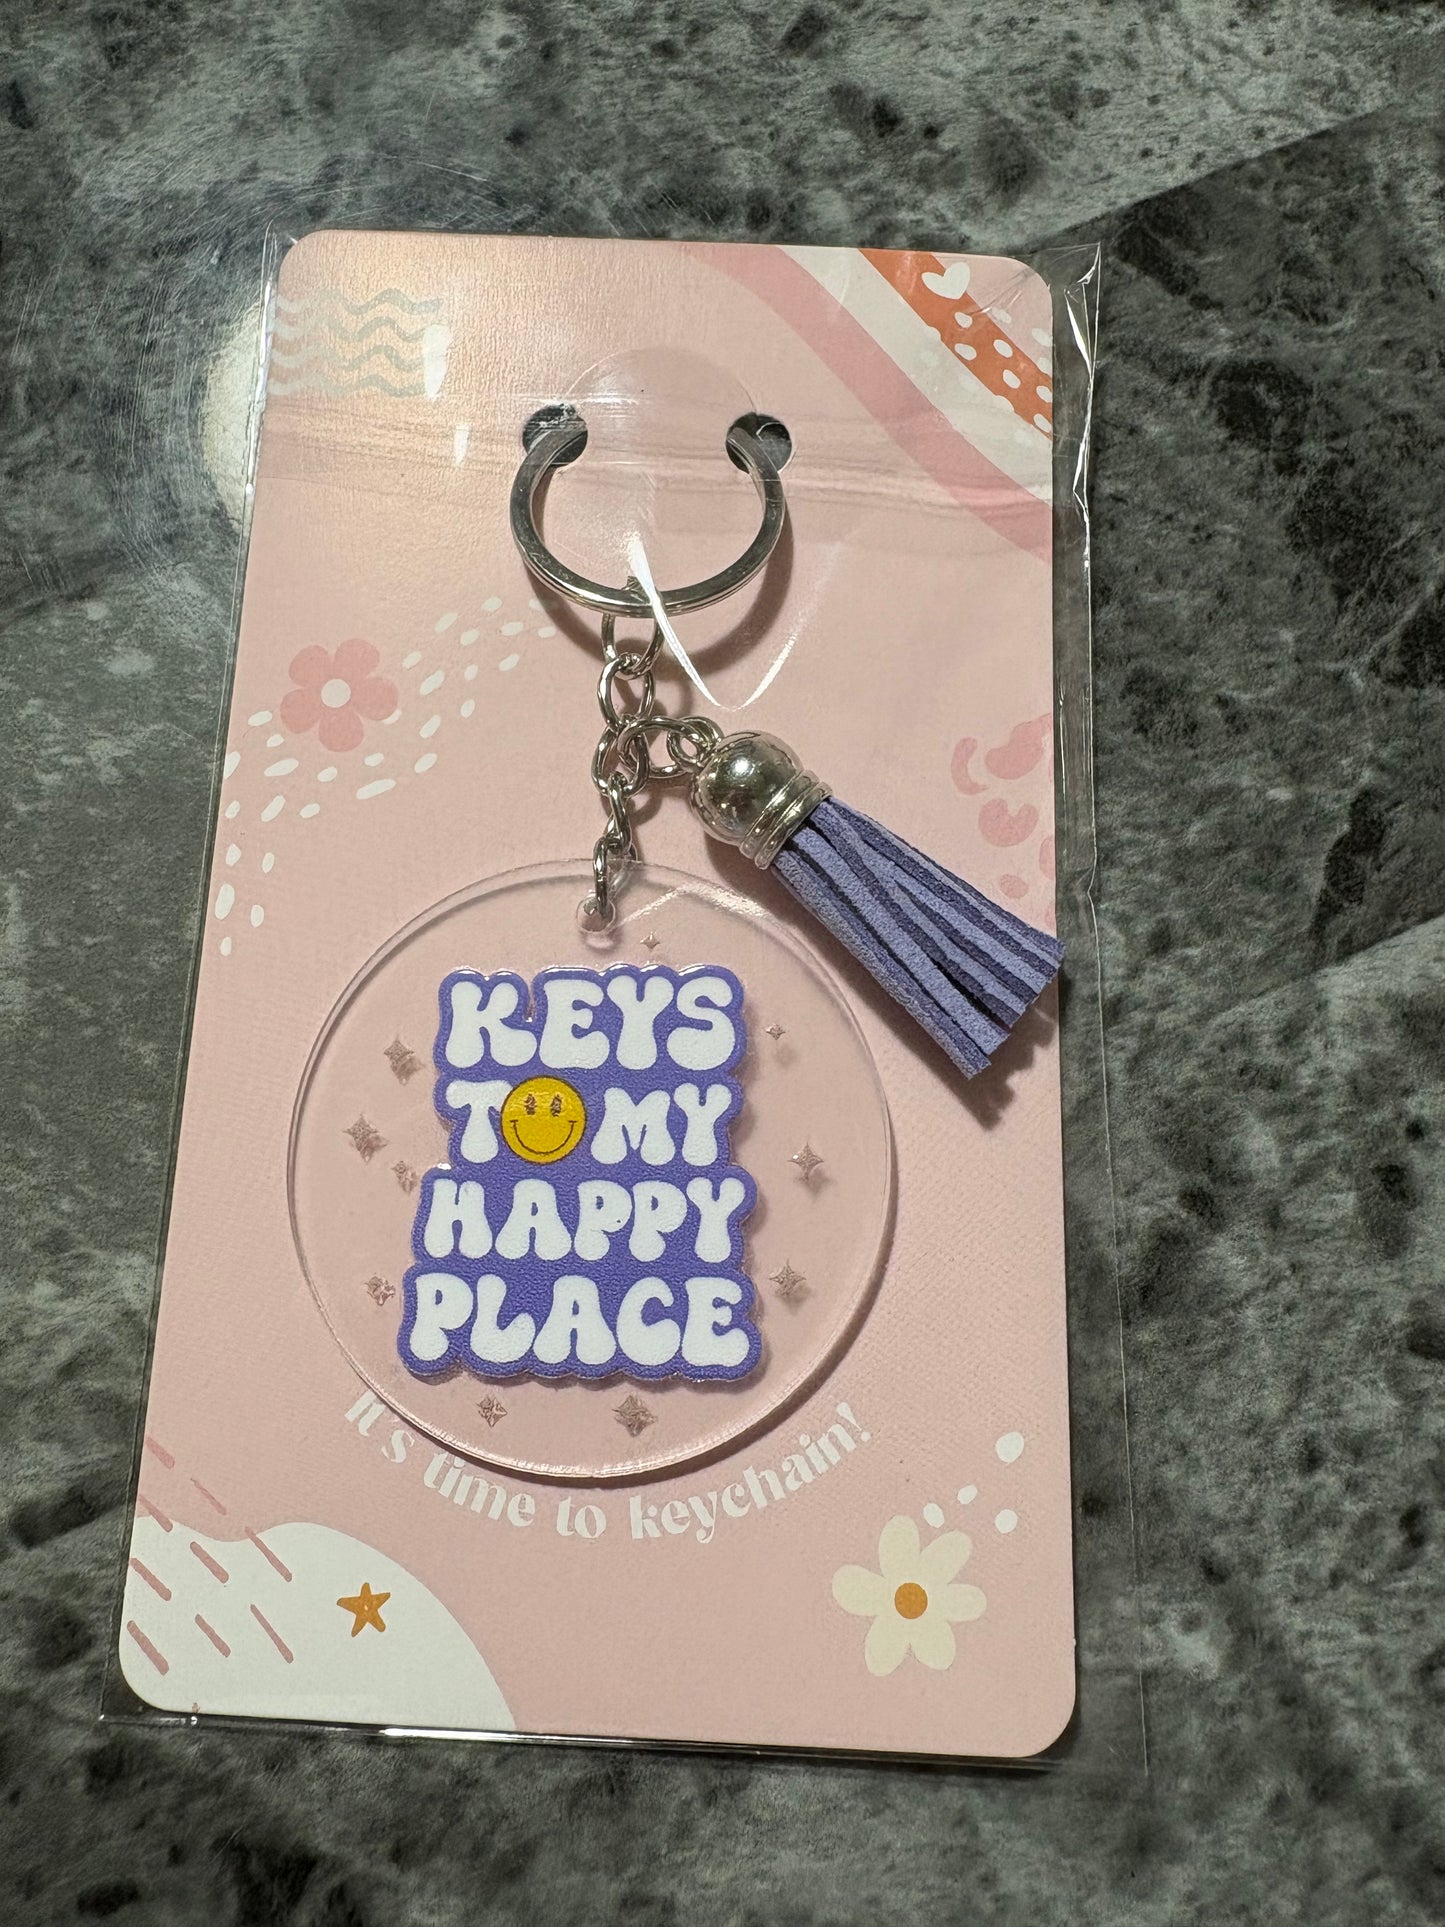 KEYS
TO MY
HAPPY
PLACE
It's time to keychain!